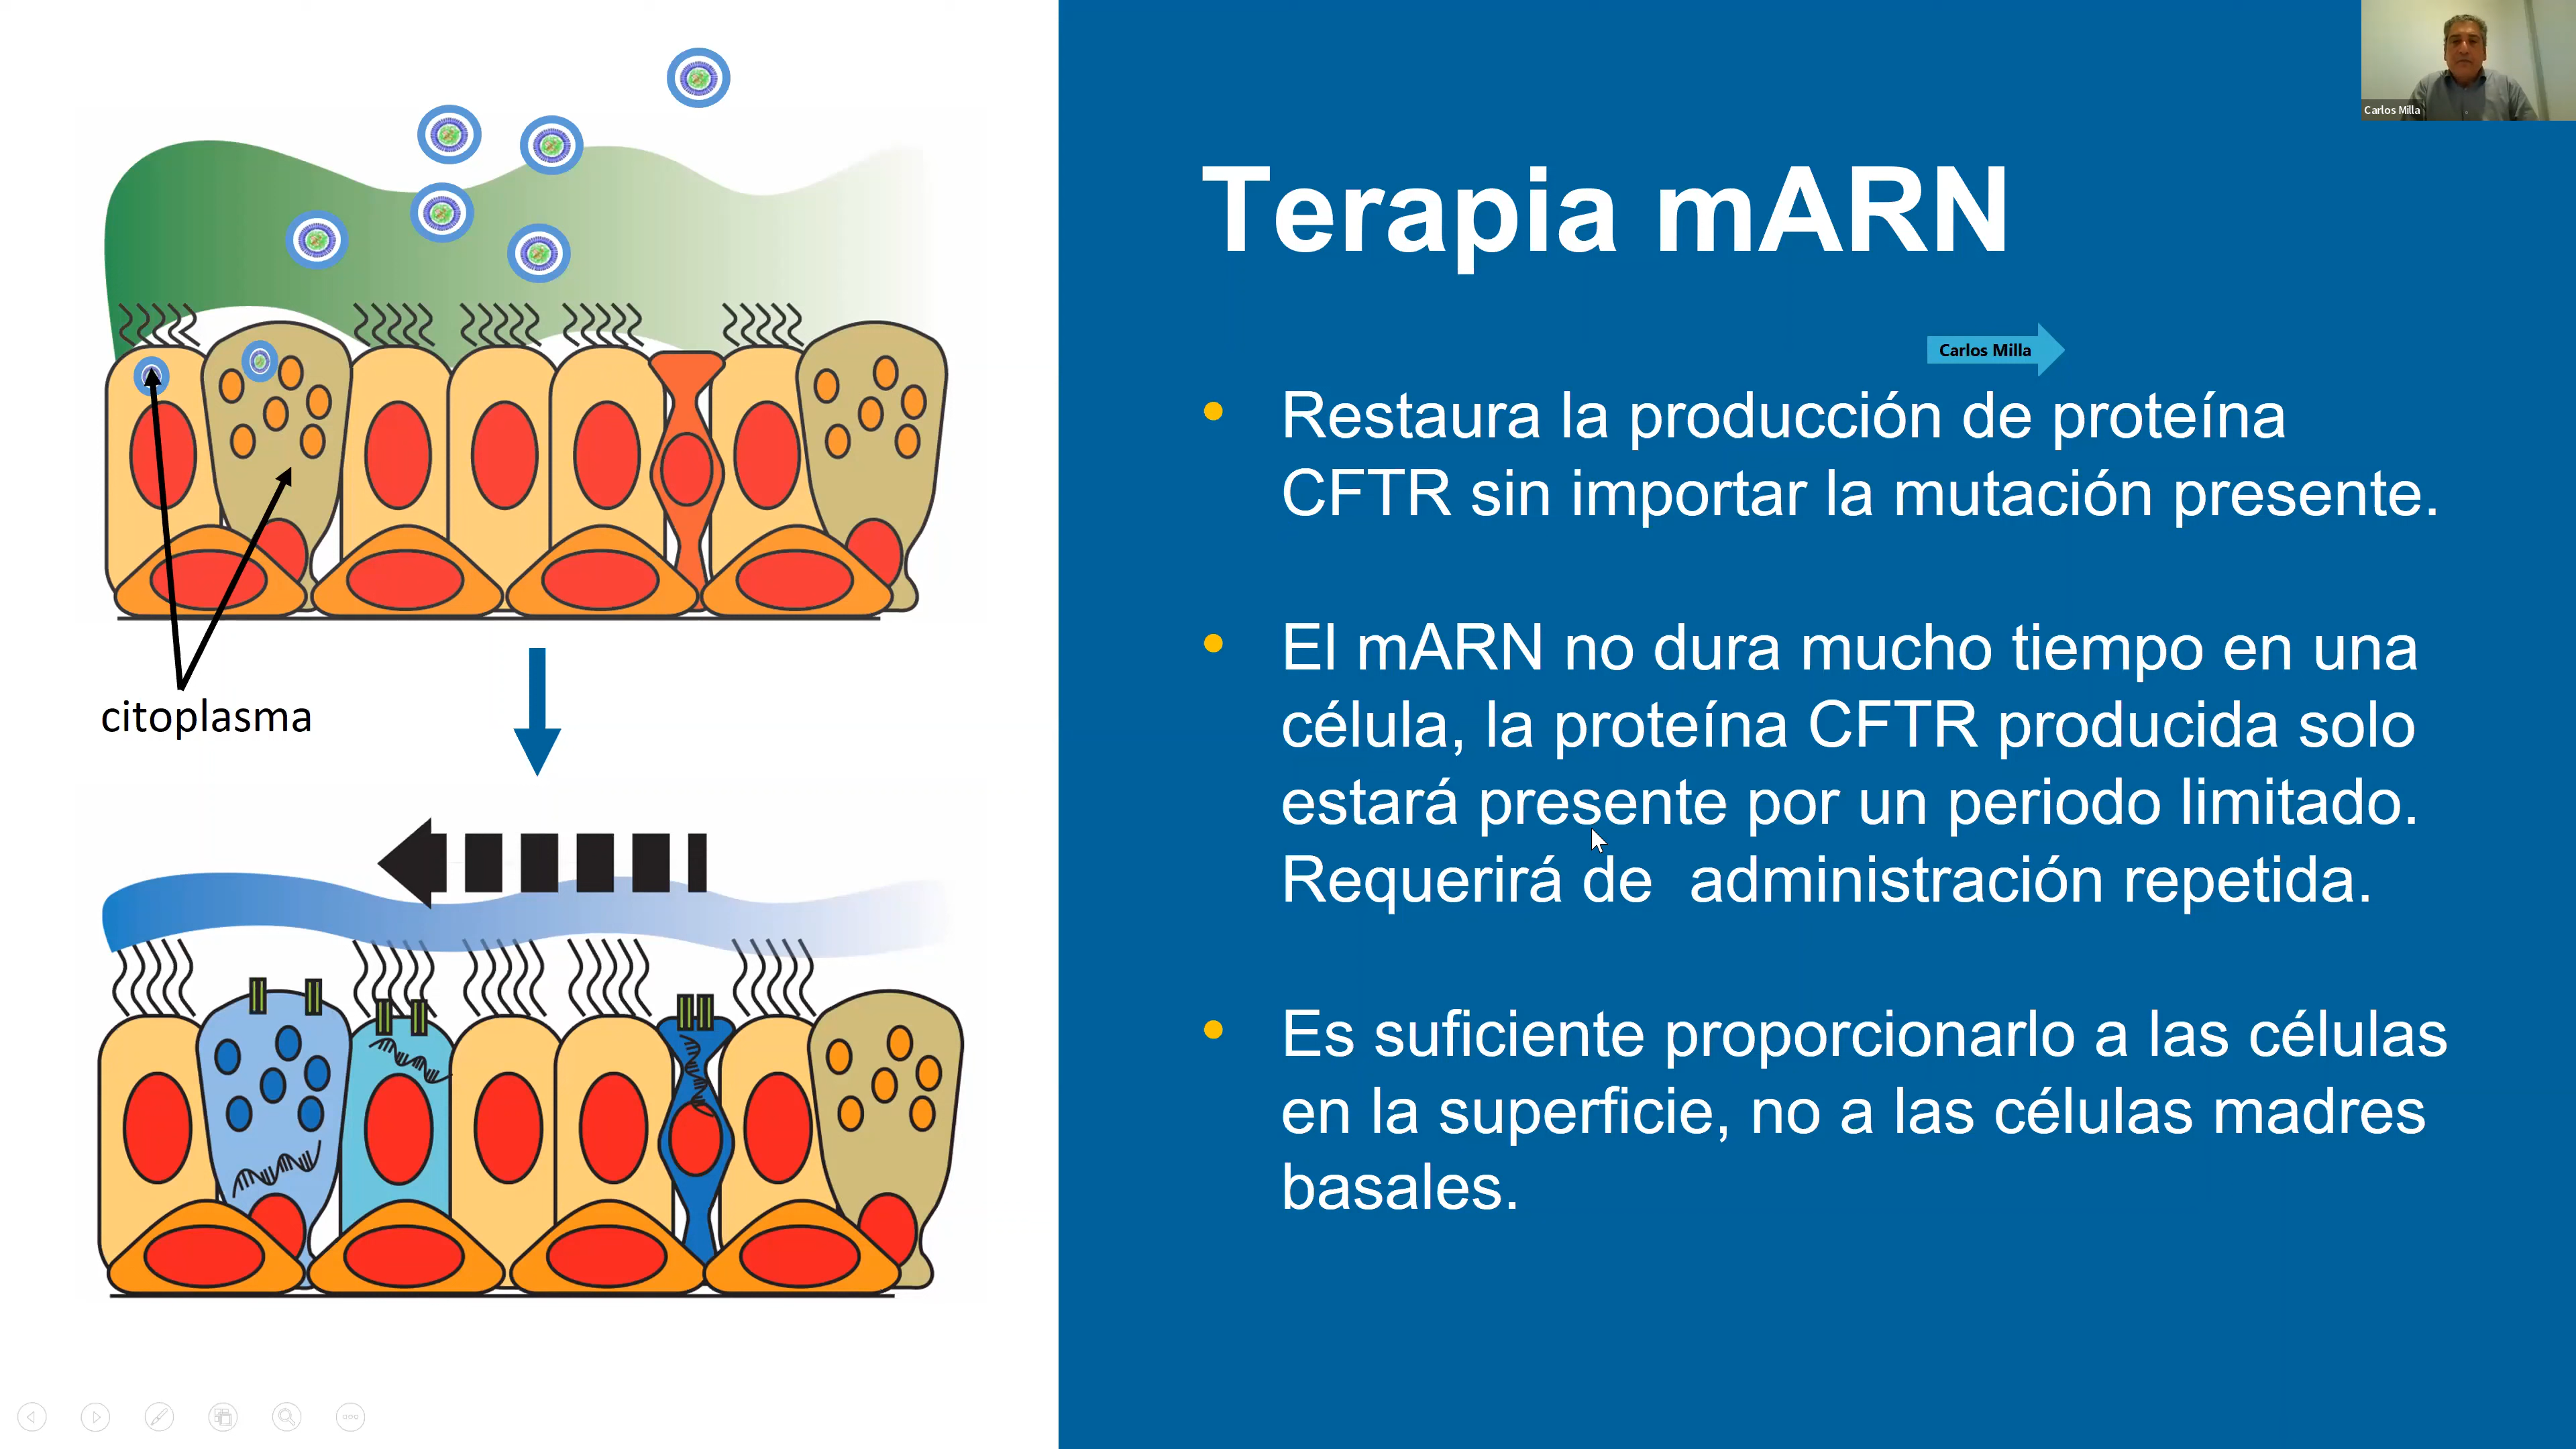 Carlos Milla
Terapia mARN
Carlos Milla
• Restaura la producción de proteína
CFTR sin importar la mutación presente.
• El mARN no dura mucho tiempo en una
célula, la proteína CFTR producida solo
estará presente por un periodo limitado.
Requerirá de  administración repetida.
• Es suficiente proporcionarlo a las células
en la superficie, no a las células madres
basales.
citoplasma